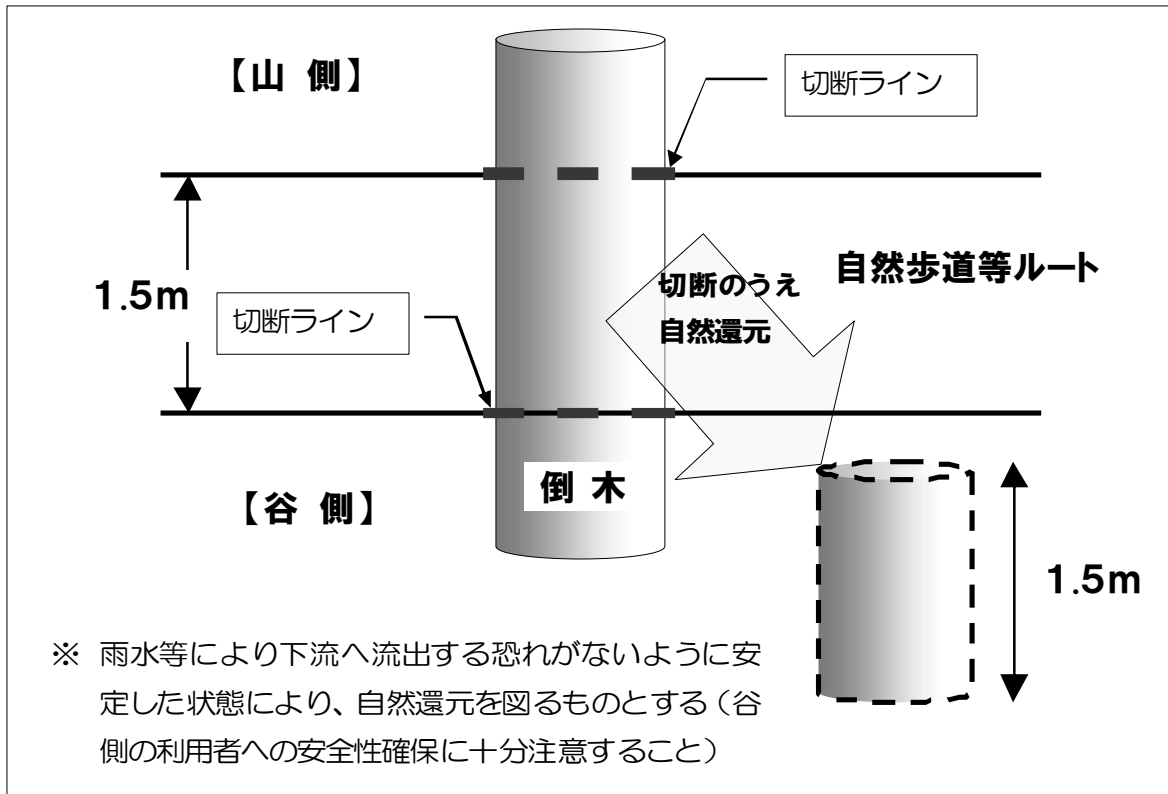 【山 側】
切断ライン
1.5m
切断ライン
切断のうえ
自然還元
自然歩道等ルート
倒 木
【谷 側】
1.5m
※ 雨水等により下流へ流出する恐れがないように安
定した状態により、自然還元を図るものとする（谷
側の利用者への安全性確保に十分注意すること）